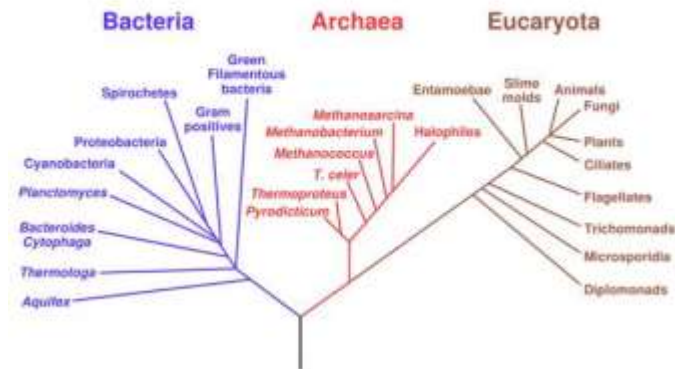 Bacteria
Archaea
Eucaryota
Green
Filamentous
bacteria
Spirochetes
Gram
positives
Proteobacteria
Cyanobacteria
Planctomyces
Bacteroides
Cytophaga
Thermotoga
Aquifex
Methanosarcina
Methanobacterium
Halophiles
Methanococcus
T. celer
Thermoproteus
Pyrodicticum
Entamoebae
Slime
molds
Animals
Fungi
Plants
Ciliates
Flagellates
Trichomonads
Microsporidia
Diplomonads